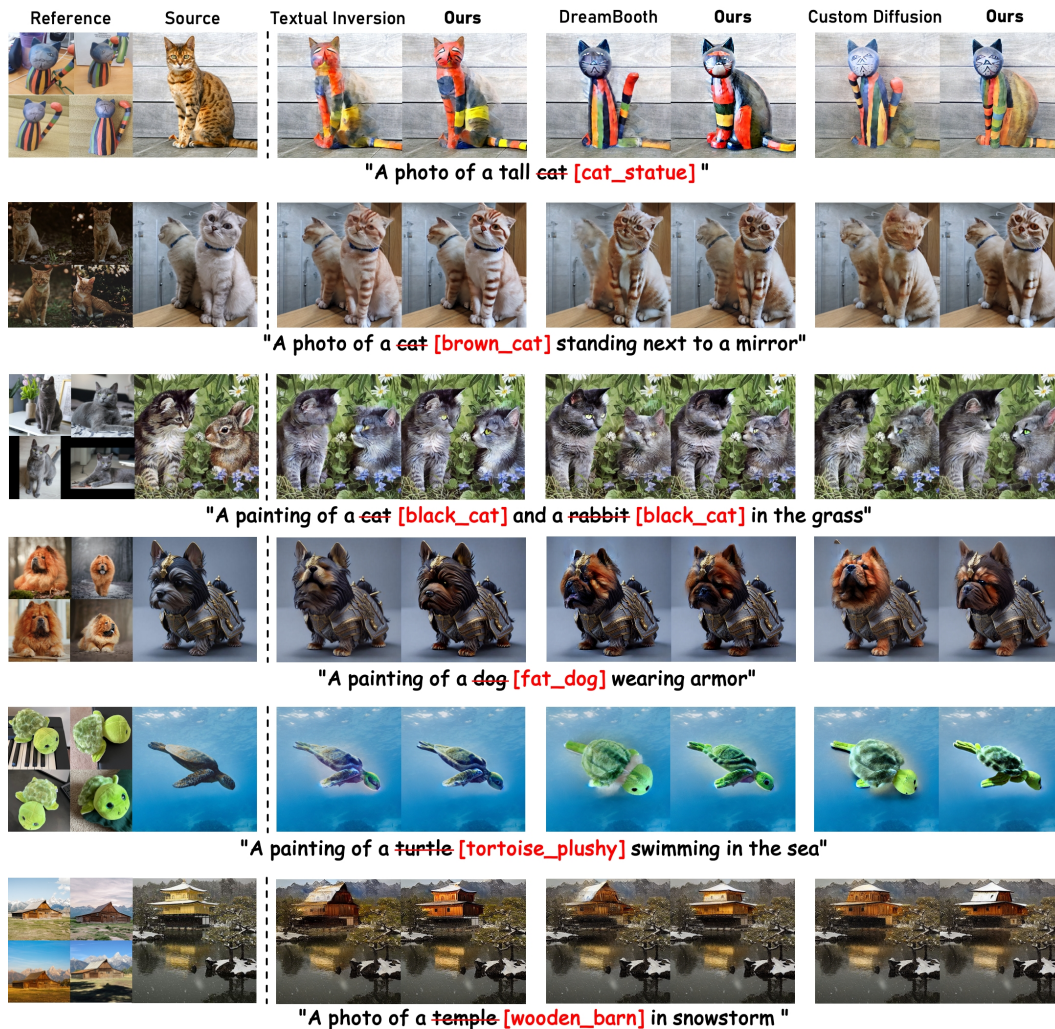 Reference Source Textual Inversion Ours DreamBooth Ours Custom Diffusion Ours
"A photo of a tall cat [cat_statue] "
"A photo of a cat [brown_cat] standing next to a mirror"
"A painting of a cat [black_cat] and a rabbit [black_cat] in the grass"
"A painting of a dog [fat_dog] wearing armor"
"A painting of a turtle [tortoise_plushy] swimming in the sea"
"A photo of a temple [wooden_barn] in snowstorm "